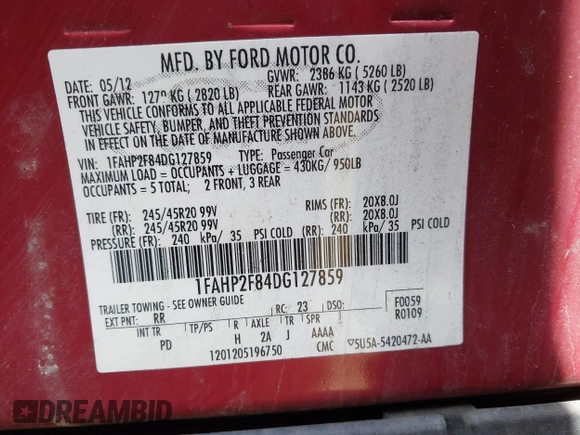 MFD. BY FORD MOTOR CO.
DATE: 05/12 GVWR: 2386 KG (5260 LB)
FRONT GAWR: 1279 KG (2820 LB) REAR GAWR: 1143 KG (2520 LB)
THIS VEHICLE CONFORMS TO ALL APPLICABLE FEDERAL MOTOR
VEHICLE SAFETY, BUMPER, AND THEFT PREVENTION STANDARDS
IN EFFECT ON THE DATE OF MANUFACTURE SHOWN ABOVE.
VIN: 1FAHP2F84DG127859 TYPE: Passenger Car
MAXIMUM LOAD = OCCUPANTS + LUGGAGE = 430KG/ 950LB
OCCUPANTS = 5 TOTAL; 2 FRONT, 3 REAR
TIRE (FR): 245/45R20 99V RIMS (FR): 20X8.0J
(RR): 245/45R20 99V (RR): 20X8.0J
PRESSURE (FR): 240 kPa/ 35 PSI COLD (RR): 240 kPa/ 35 PSI COLD
1FAHP2F84DG127859
TRAILER TOWING - SEE OWNER GUIDE
EXT PNT: RR RC: 23 DSO: F0059
R0109
INT TR TP/PS R AXLE TR SPR
PD H 2A J AAAA
1201205196750 CMC 5U5A-5420472-AA
DREAMBID